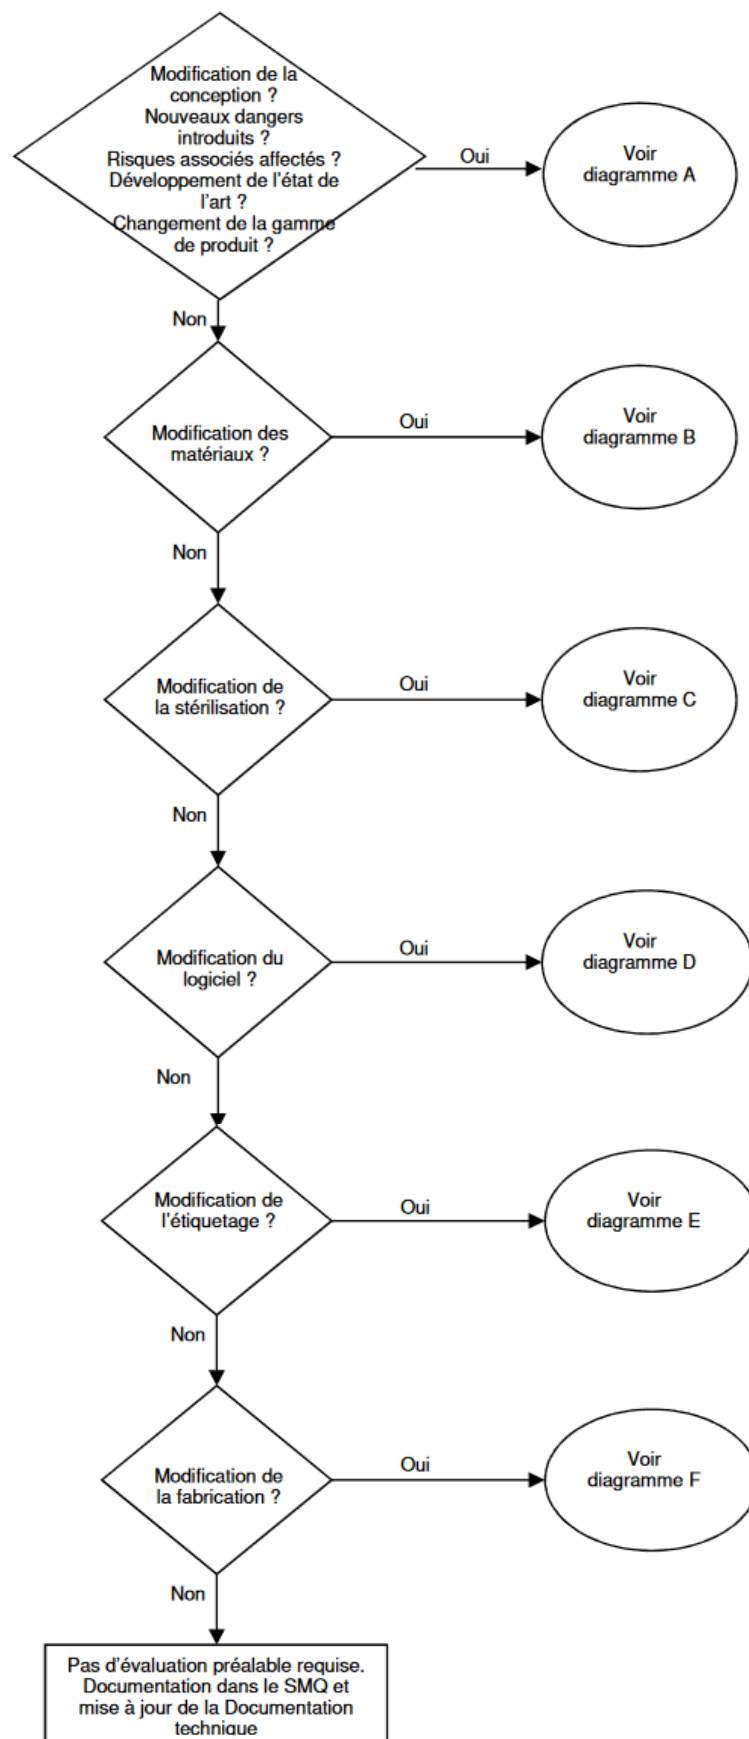 Modification de la
conception ?
Nouveaux dangers
introduits ?
Risques associés affectés ?
Développement de l'état de
l'art ?
Changement de la gamme
de produit ?
Oui
Voir
diagramme A
Non
Modification des
matériaux ?
Oui
Voir
diagramme B
Non
Modification de
la stérilisation ?
Oui
Voir
diagramme C
Non
Modification du
logiciel ?
Oui
Voir
diagramme D
Non
Modification de
l'étiquetage ?
Oui
Voir
diagramme E
Non
Modification de
la fabrication ?
Oui
Voir
diagramme F
Non
Pas d'évaluation préalable requise.
Documentation dans le SMQ et
mise à jour de la Documentation
technique